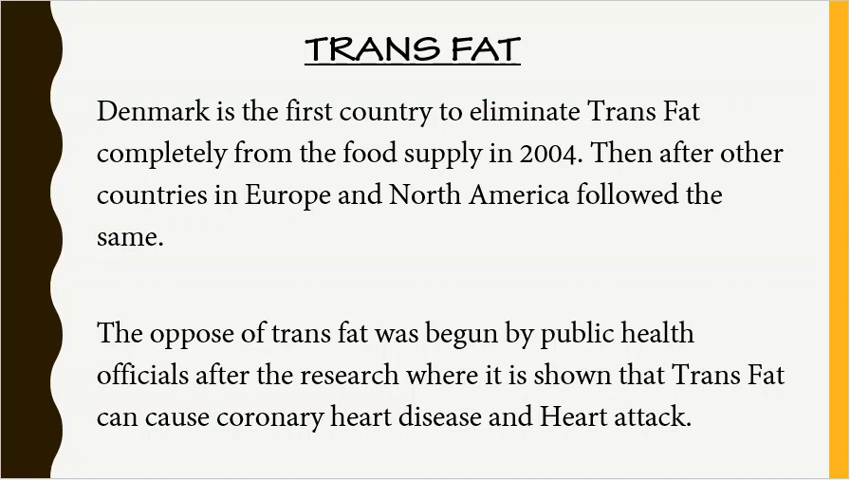 TRANS FAT
Denmark is the first country to eliminate Trans Fat
completely from the food supply in 2004. Then after other
countries in Europe and North America followed the
same.
The oppose of trans fat was begun by public health
officials after the research where it is shown that Trans Fat
can cause coronary heart disease and Heart attack.